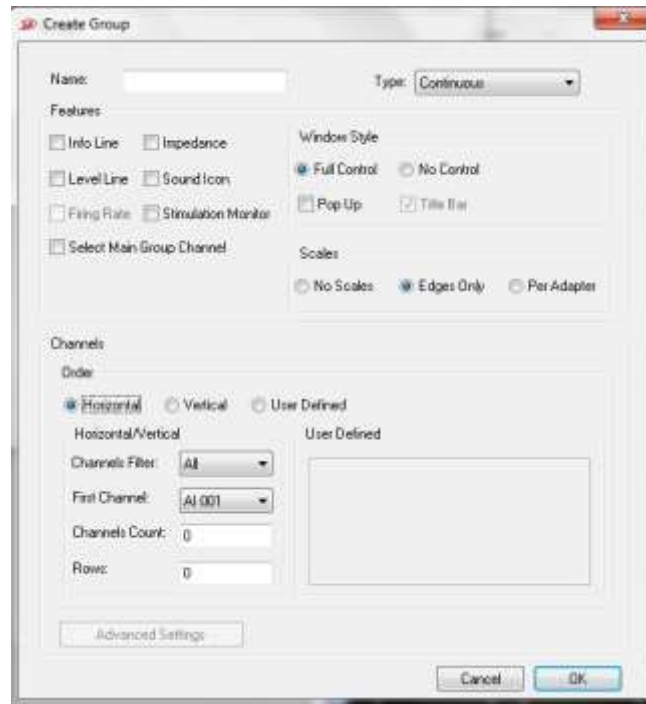 Create Group
Name:
Type: Continuous
Features
Info Line Impedance
Level Line Sound Icon
Firing Rate Stimulation Monitor
Select Main Group Channel
Window Style
Full Control No Control
Pop Up Title Bar
Scales
No Scales Edges Only Per Adapter
Channels
Order
Horizontal Vertical User Defined
Horizontal/Vertical
Channels Filter: All
First Channel: AI 001
Channels Count: 0
Rows: 0
User Defined
Advanced Settings
Cancel OK